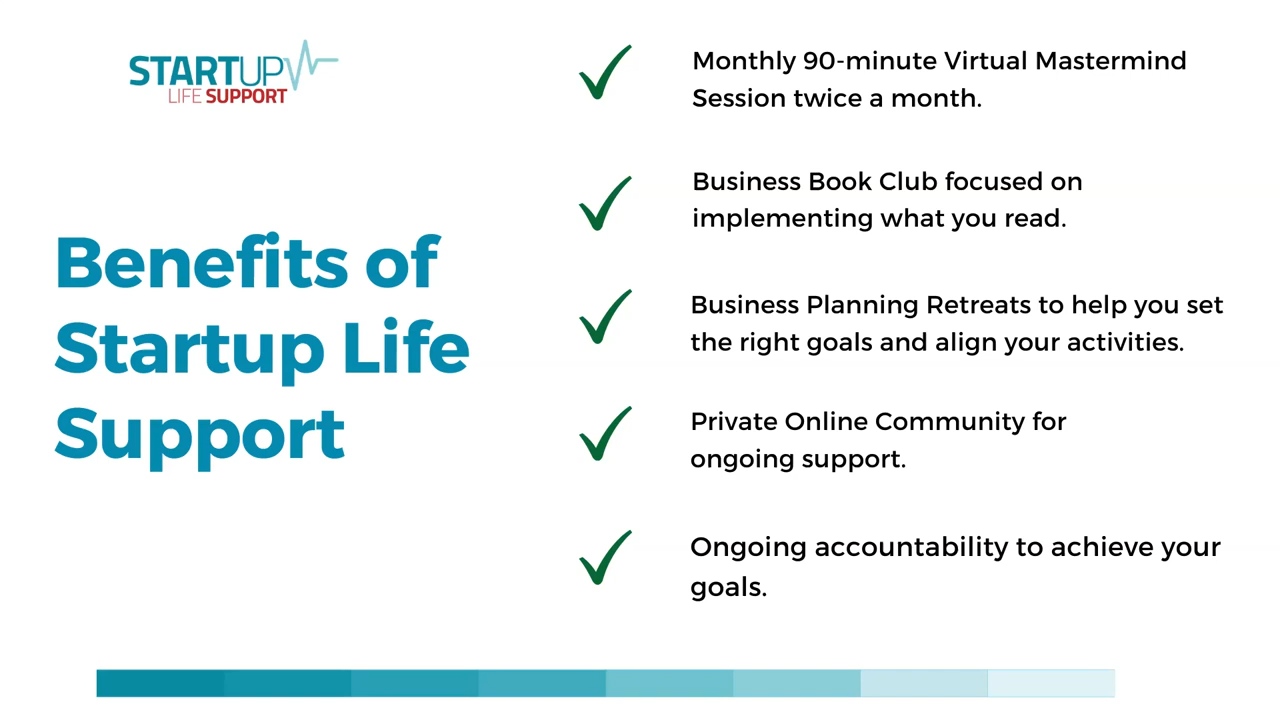 STARTUP
LIFE SUPPORT
Benefits of
Startup Life
Support
Monthly 90-minute Virtual Mastermind
Session twice a month.
Business Book Club focused on
implementing what you read.
Business Planning Retreats to help you set
the right goals and align your activities.
Private Online Community for
ongoing support.
Ongoing accountability to achieve your
goals.